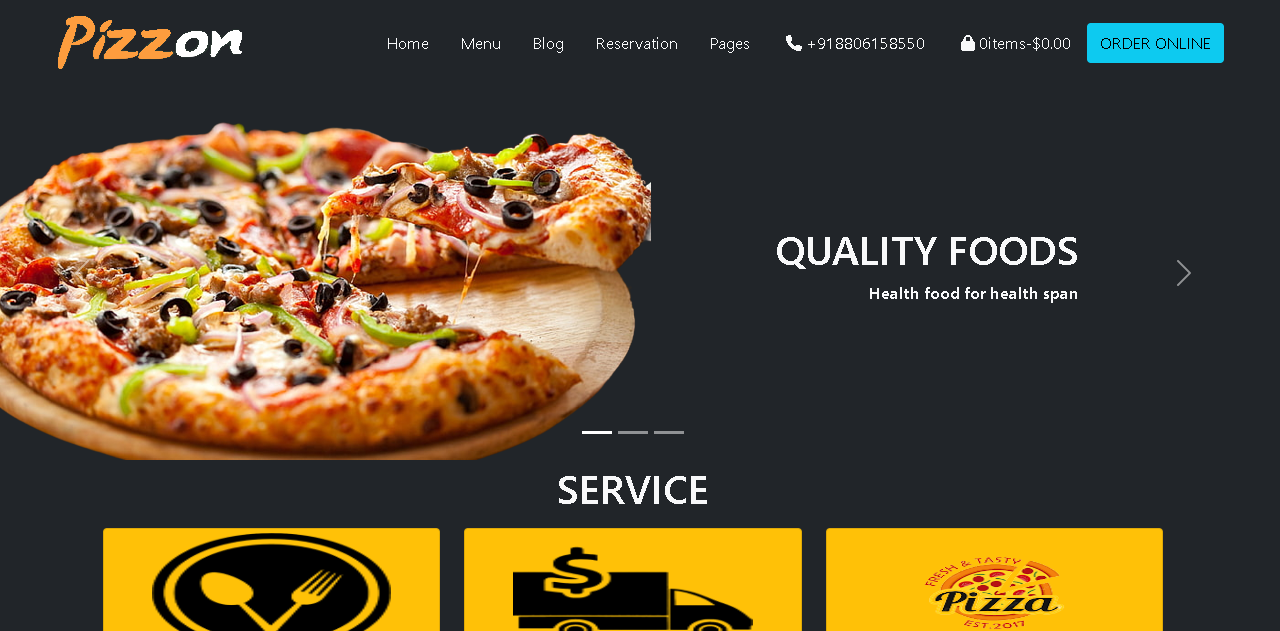 Pizzon
Home Menu Blog Reservation Pages +918806158550 0items-$0.00 ORDER ONLINE
QUALITY FOODS
Health food for health span
SERVICE
$
FRESH & TASTY
Pizza
EST.2017